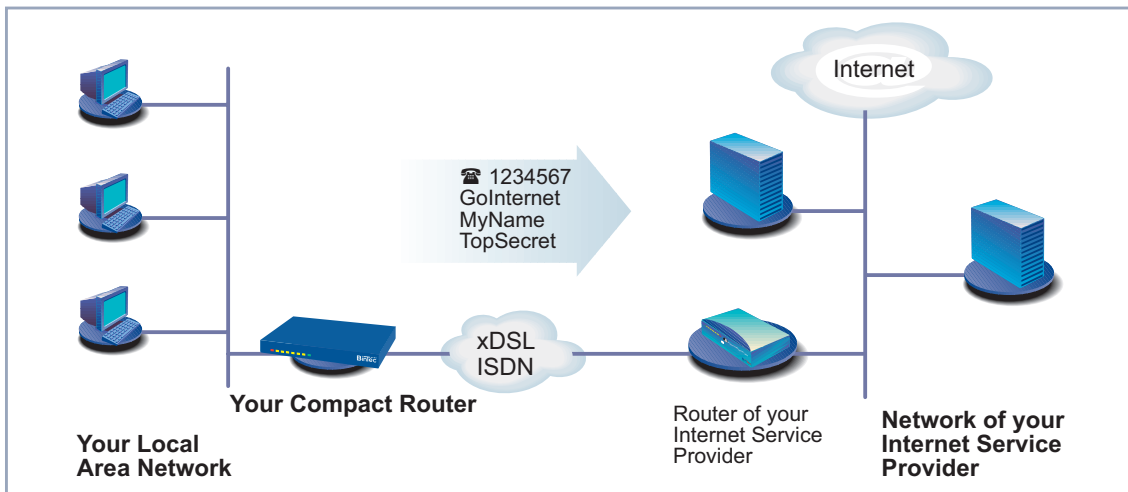 Internet
☎ 1234567
GoInternet
MyName
TopSecret
BinTec
xDSL
ISDN
Your Compact Router
Router of your
Internet Service
Provider
Network of your
Internet Service
Provider
Your Local
Area Network